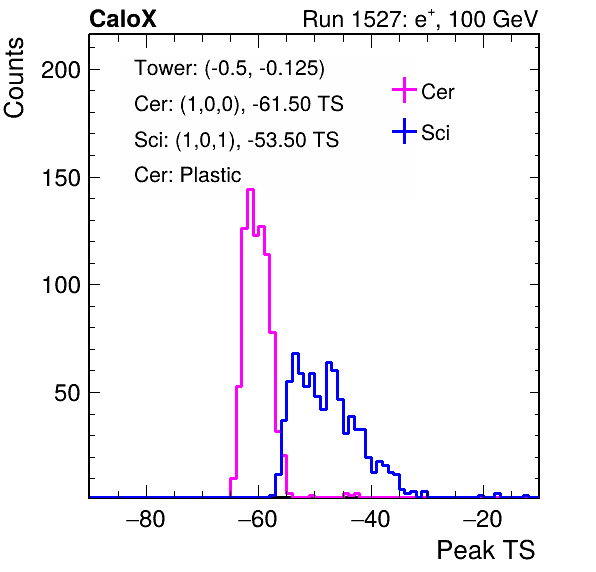 CaloX Run 1527: e⁺, 100 GeV
Counts
Tower: (-0.5, -0.125)
Cer: (1,0,0), -61.50 TS
Sci: (1,0,1), -53.50 TS
Cer: Plastic
Cer
Sci
200
150
100
50
−80 −60 −40 −20
Peak TS